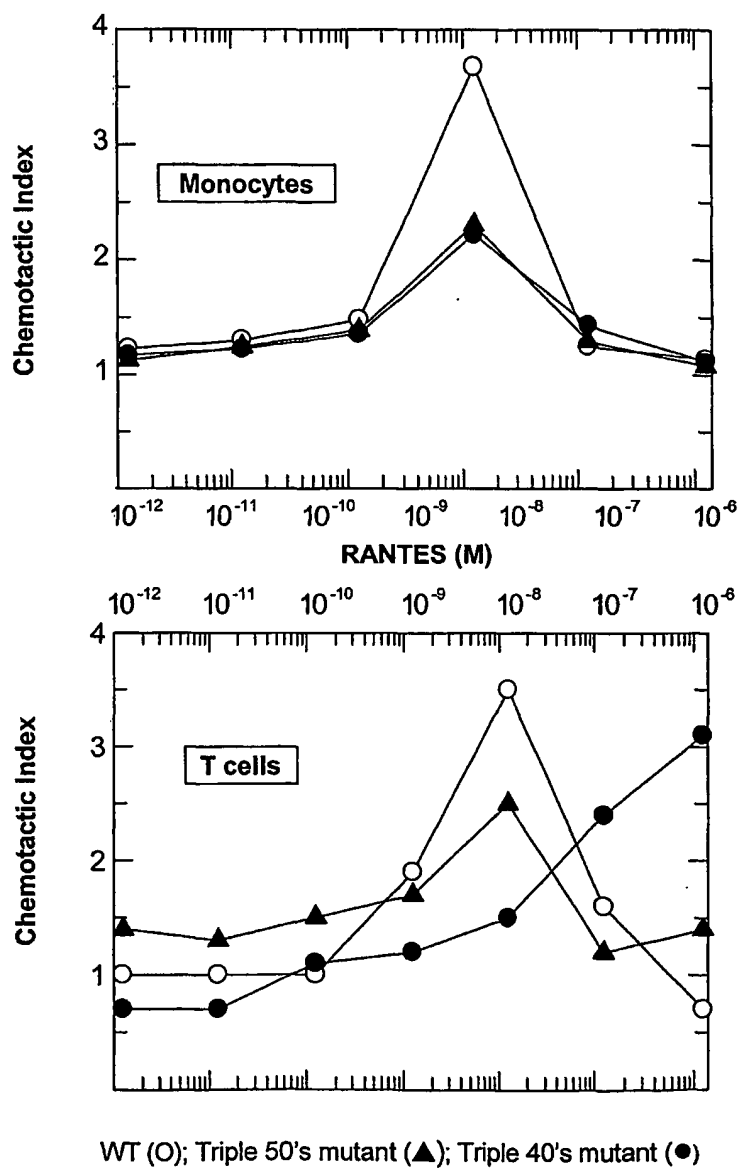 4
3
2
1
Chemotactic Index
Monocytes
10-12 10-11 10-10 10-9 10-8 10-7 10-6
RANTES (M)
10-12 10-11 10-10 10-9 10-8 10-7 10-6
4
3
2
1
Chemotactic Index
T cells
WT (O); Triple 50's mutant (▲); Triple 40's mutant (●)